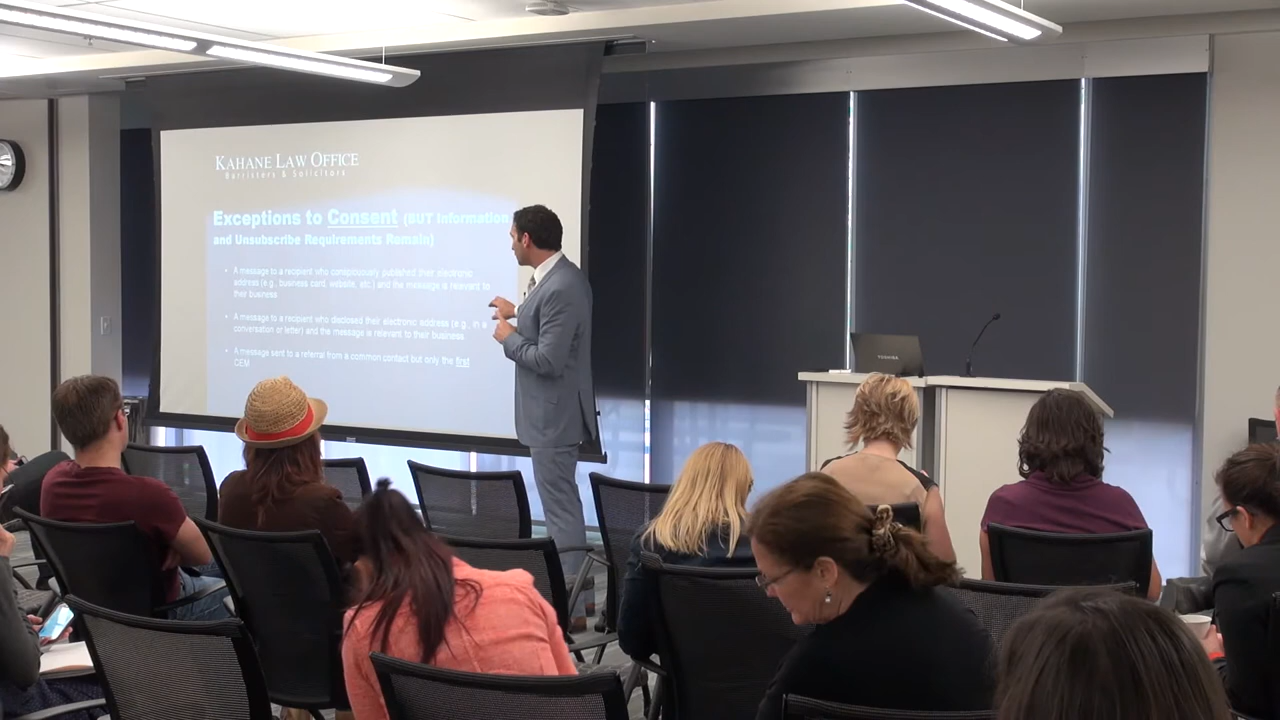 KAHANE LAW OFFICE
Barristers & Solicitors
Exceptions to Consent (BUT Information
and Unsubscribe Requirements Remain)
• A message to a recipient who conspicuously published their electronic
address (e.g., business card, website, etc.) and the message is relevant to
their business
• A message to a recipient who disclosed their electronic address (e.g., in a
conversation or letter) and the message is relevant to their business
• A message sent to a referral from a common contact but only the first
CEM
TOSHIBA